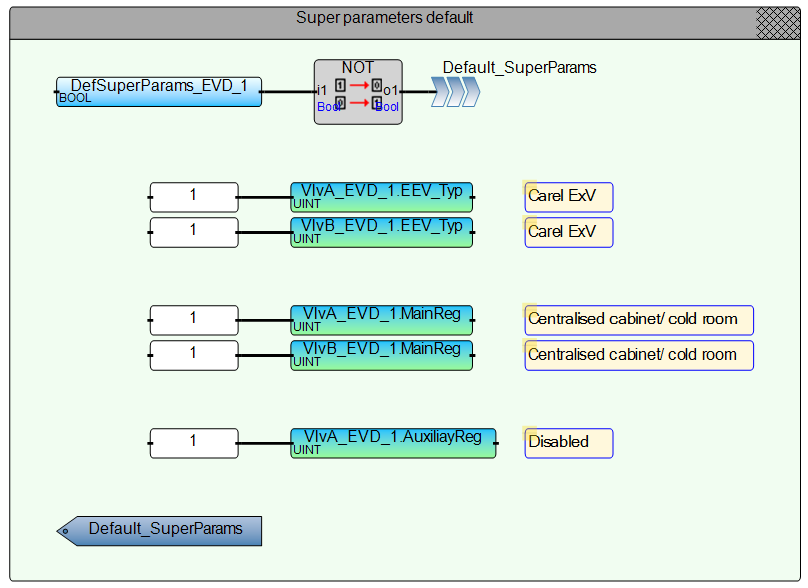 Super parameters default
DefSuperParams_EVD_1
BOOL
NOT
i1 1 0 o1
Bool 0 1 Bool
Default_SuperParams
1
VlvA_EVD_1.EEV_Typ
UINT
Carel ExV
1
VlvB_EVD_1.EEV_Typ
UINT
Carel ExV
1
VlvA_EVD_1.MainReg
UINT
Centralised cabinet/ cold room
1
VlvB_EVD_1.MainReg
UINT
Centralised cabinet/ cold room
1
VlvA_EVD_1.AuxiliayReg
UINT
Disabled
Default_SuperParams